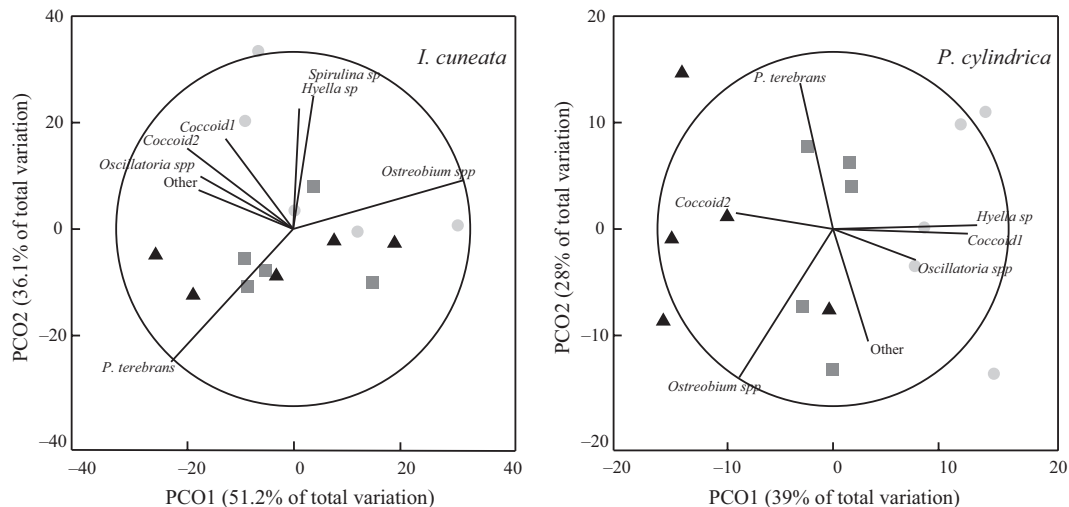 40
20
0
–20
–40
–40
–20
0
20
40
PCO2 (36.1% of total variation)
PCO1 (51.2% of total variation)
I. cuneata
Spirulina sp
Hyella sp
Coccoid1
Coccoid2
Oscillatoria spp
Other
Ostreobium spp
P. terebrans
20
10
0
–10
–20
–20
–10
0
10
20
PCO2 (28% of total variation)
PCO1 (39% of total variation)
P. cylindrica
P. terebrans
Coccoid2
Hyella sp
Coccoid1
Oscillatoria spp
Other
Ostreobium spp